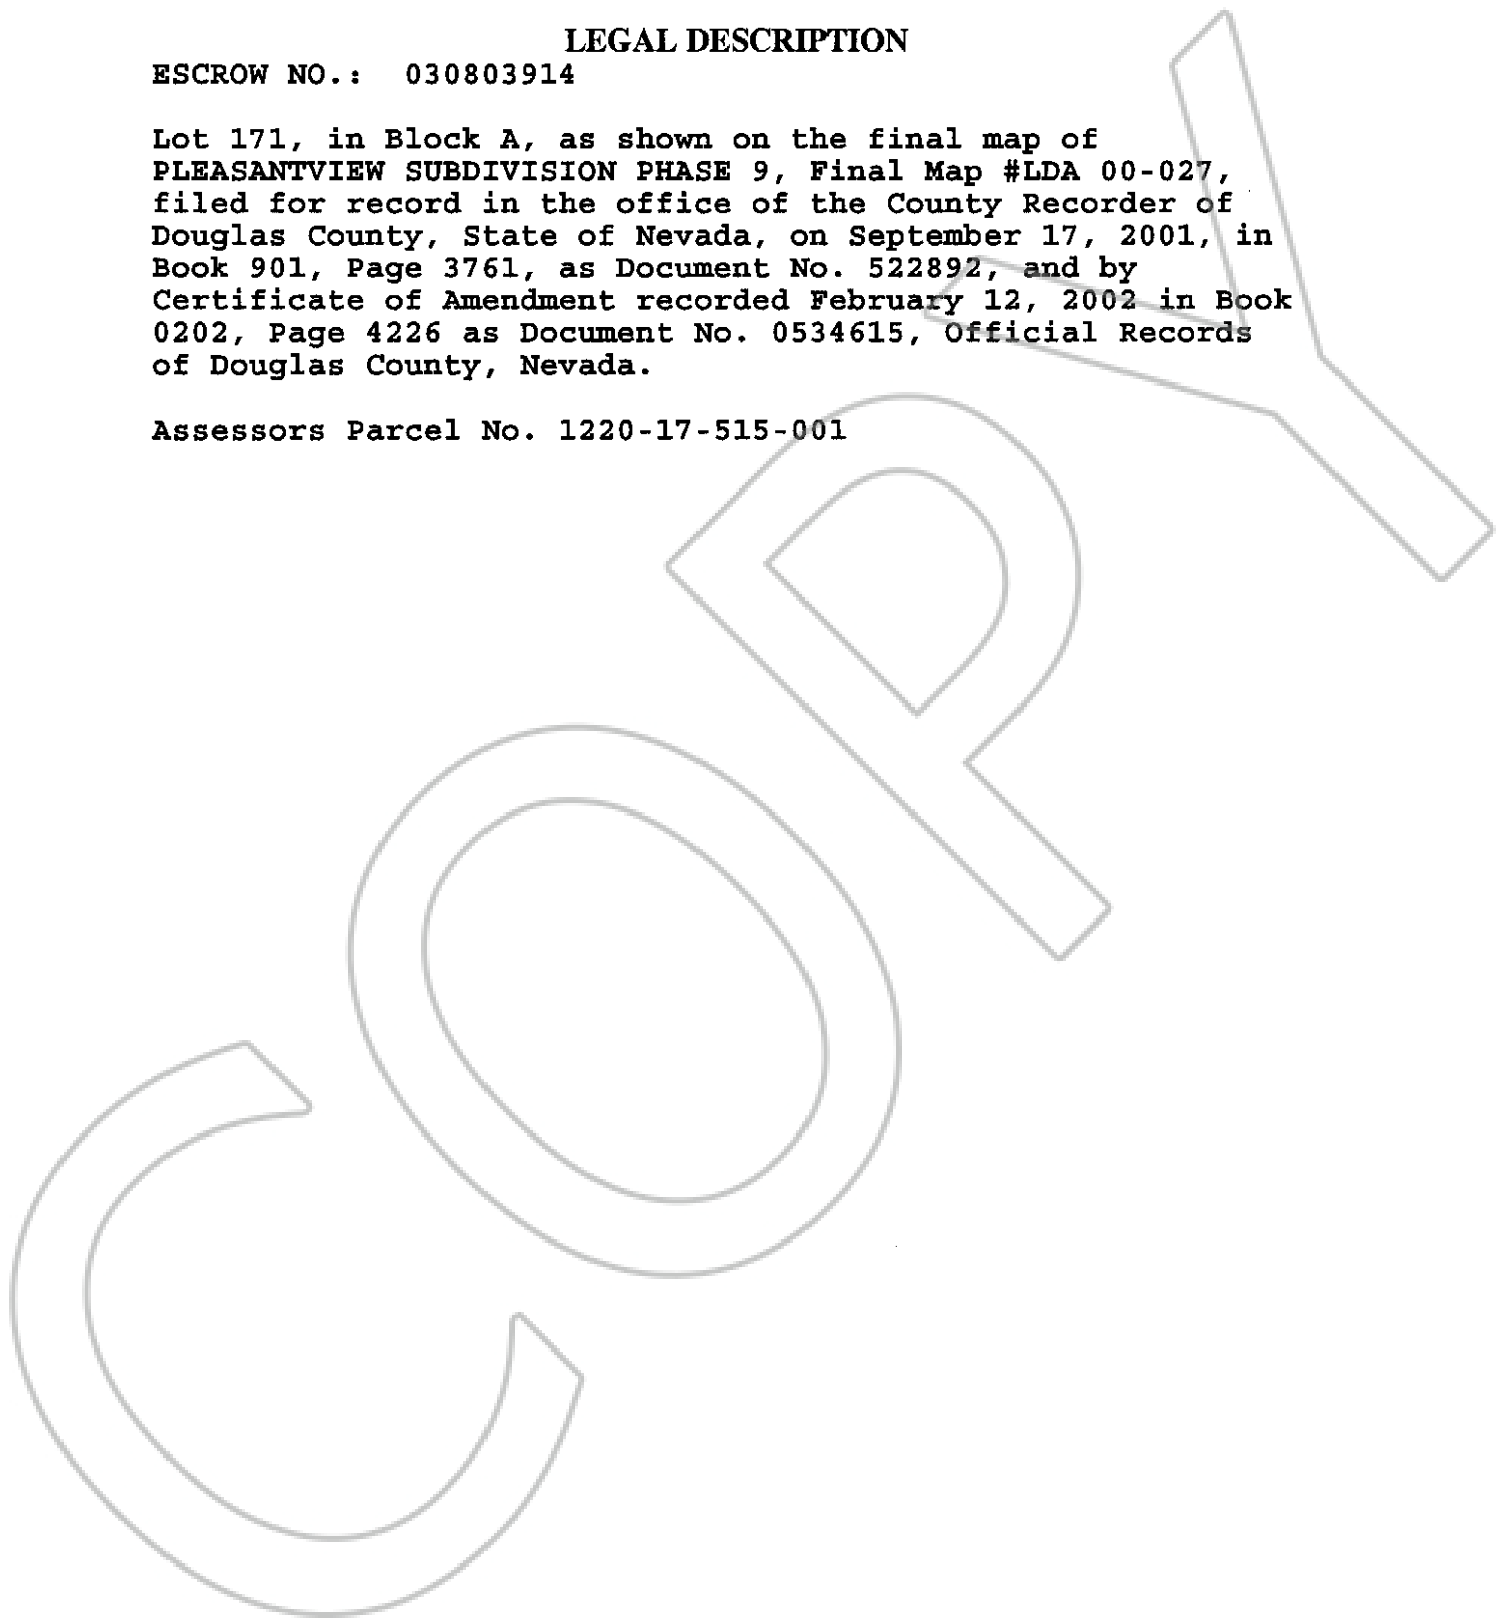 LEGAL DESCRIPTION
ESCROW NO.: 030803914
Lot 171, in Block A, as shown on the final map of
PLEASANTVIEW SUBDIVISION PHASE 9, Final Map #LDA 00-027,
filed for record in the office of the County Recorder of
Douglas County, State of Nevada, on September 17, 2001, in
Book 901, Page 3761, as Document No. 522892, and by
Certificate of Amendment recorded February 12, 2002 in Book
0202, Page 4226 as Document No. 0534615, Official Records
of Douglas County, Nevada.
Assessors Parcel No. 1220-17-515-001
COPY